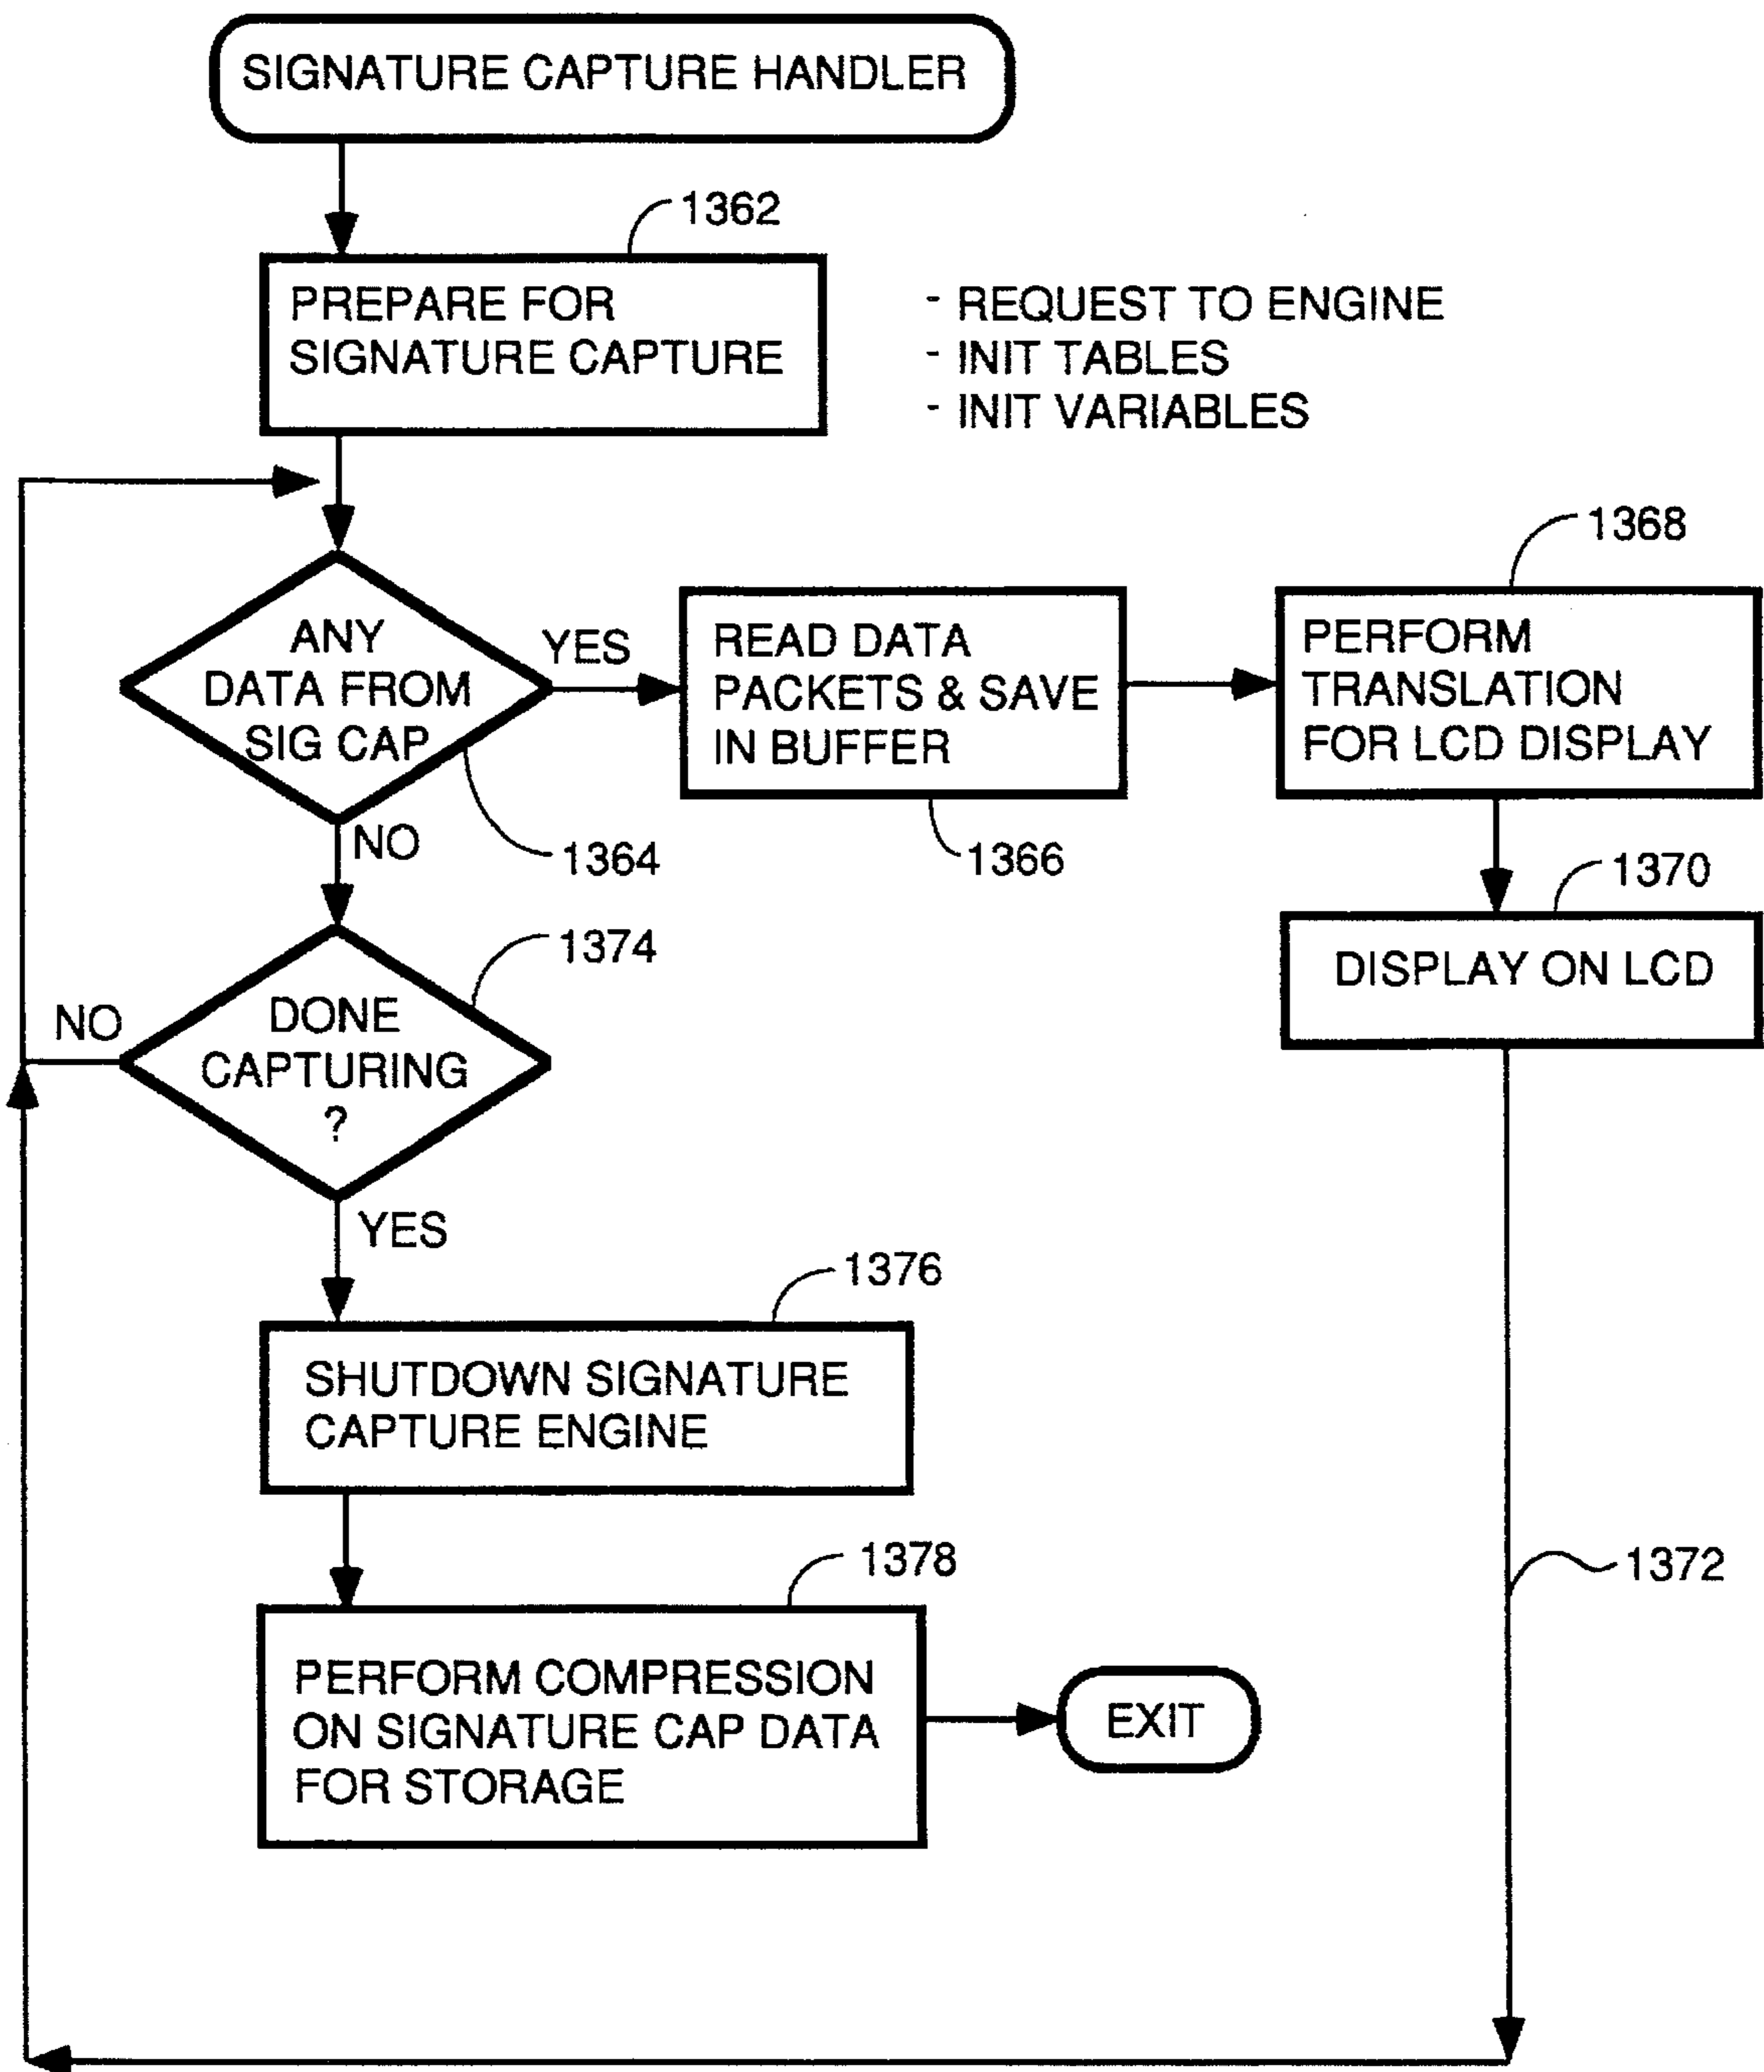 SIGNATURE CAPTURE HANDLER
1362
PREPARE FOR
SIGNATURE CAPTURE
- REQUEST TO ENGINE
- INIT TABLES
- INIT VARIABLES
ANY
DATA FROM
SIG CAP
YES
NO
1364
READ DATA
PACKETS & SAVE
IN BUFFER
1366
1368
PERFORM
TRANSLATION
FOR LCD DISPLAY
1370
DISPLAY ON LCD
1374
DONE
CAPTURING
?
NO
YES
1376
SHUTDOWN SIGNATURE
CAPTURE ENGINE
1378
PERFORM COMPRESSION
ON SIGNATURE CAP DATA
FOR STORAGE
EXIT
1372